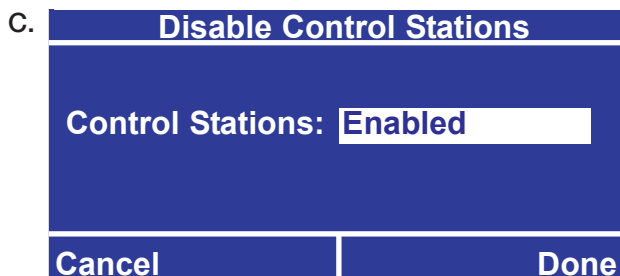 C. Disable Control Stations
Control Stations: Enabled
Cancel Done